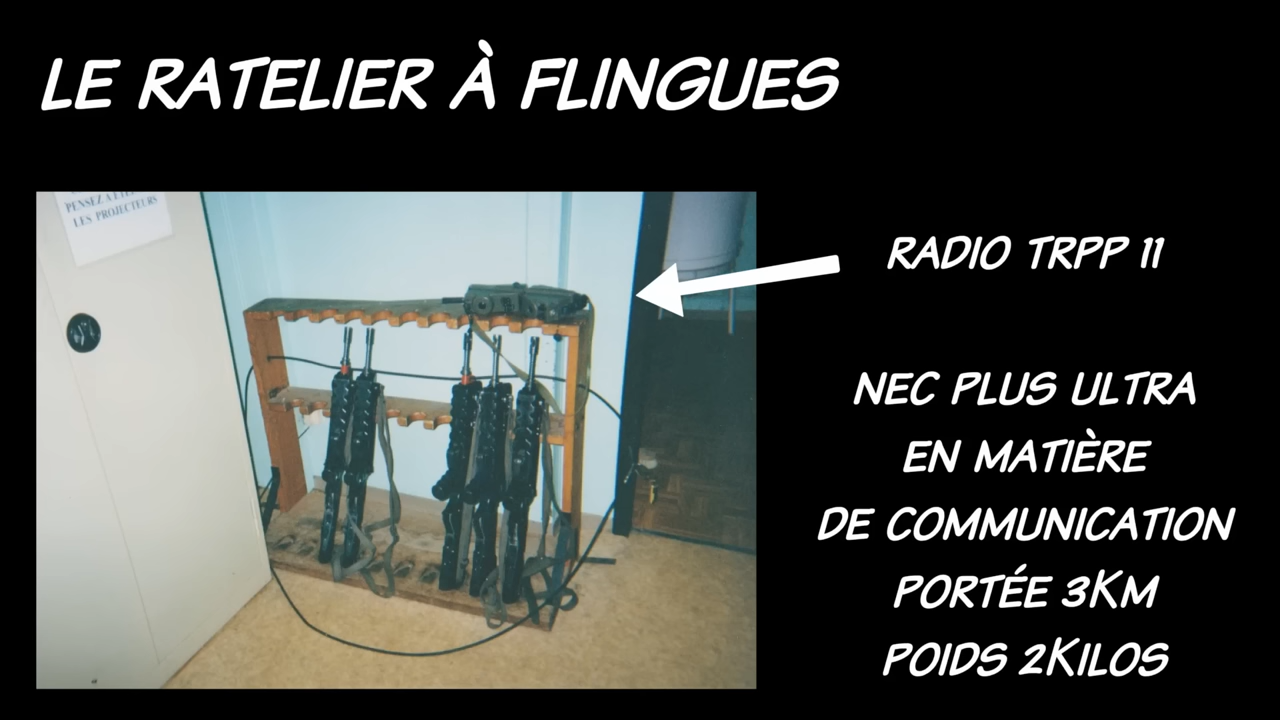 LE RATELIER À FLINGUES
LES PROJECTEURS
RADIO TRPP 11
NEC PLUS ULTRA
EN MATIÈRE
DE COMMUNICATION
PORTÉE 3KM
POIDS 2KILOS